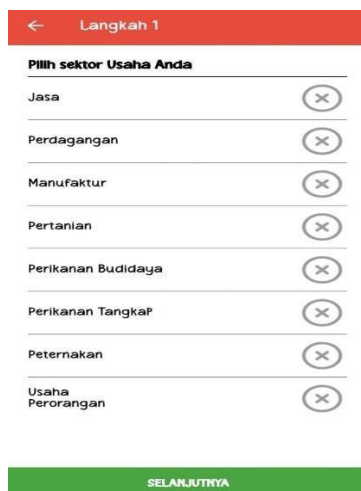 Langkah 1
Pilih sektor Usaha Anda
Jasa
Perdagangan
Manufaktur
Pertanian
Perikanan Budidaya
Perikanan Tangkap
Peternakan
Usaha
Perorangan
SELANJUTNYA